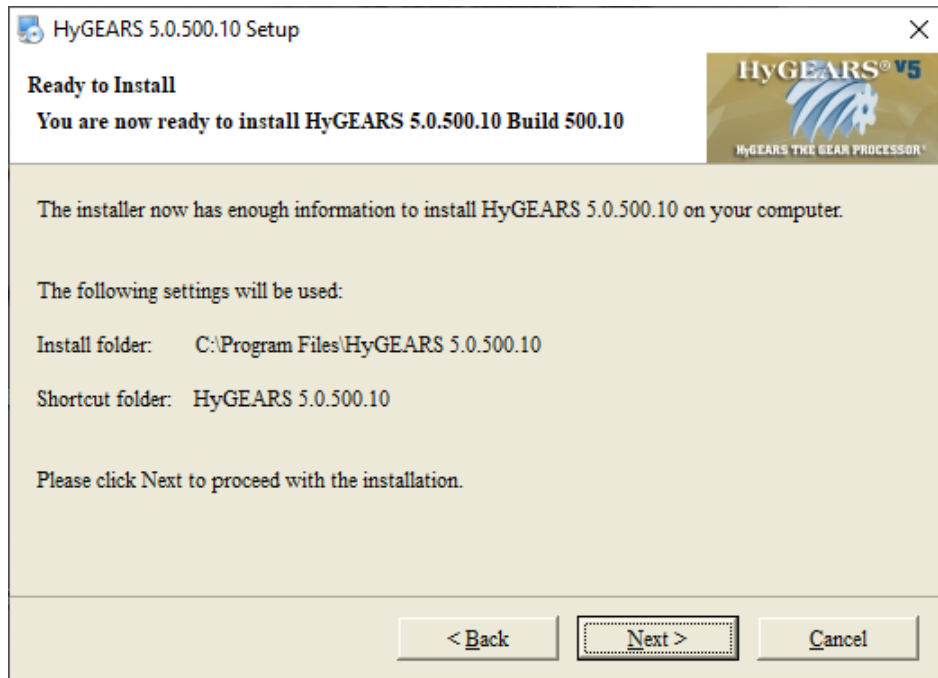 HyGEARS 5.0.500.10 Setup
Ready to Install
You are now ready to install HyGEARS 5.0.500.10 Build 500.10
HyGEARS® V5
HyGEARS THE GEAR PROCESSOR®
The installer now has enough information to install HyGEARS 5.0.500.10 on your computer.
The following settings will be used:
Install folder: C:\Program Files\HyGEARS 5.0.500.10
Shortcut folder: HyGEARS 5.0.500.10
Please click Next to proceed with the installation.
< Back Next > Cancel